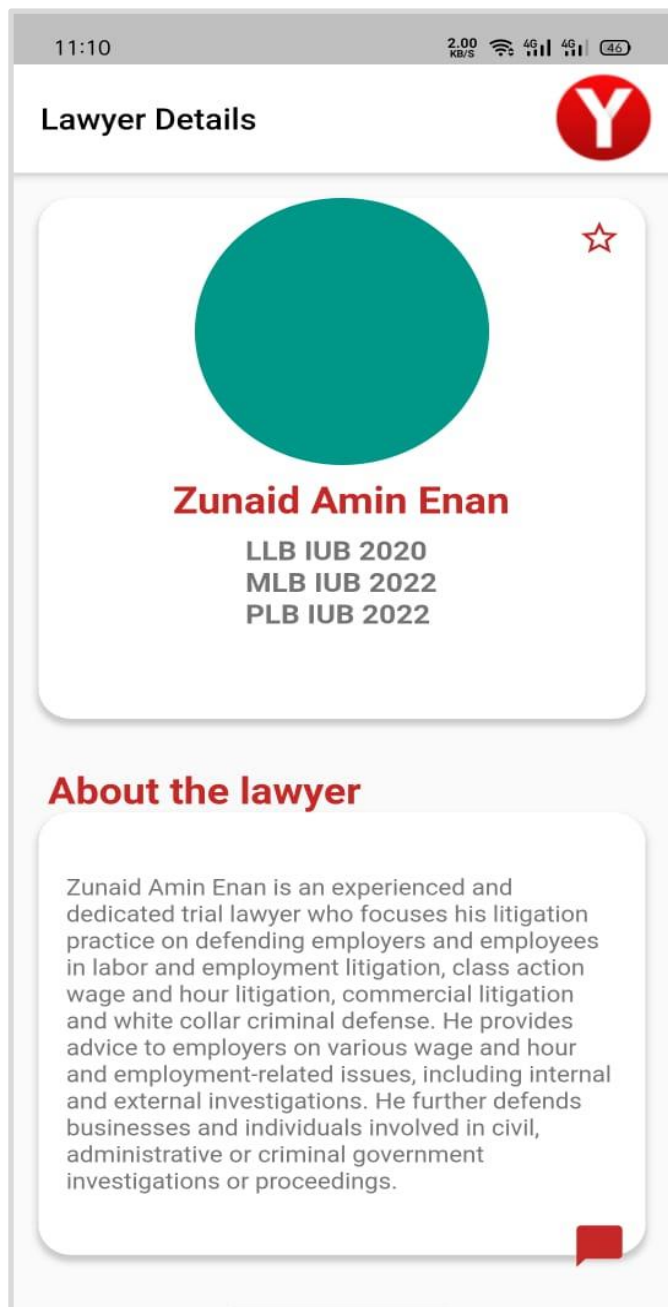 11:10
2.00
KB/S
4G
4G
46
Lawyer Details
Y
Zunaid Amin Enan
LLB IUB 2020
MLB IUB 2022
PLB IUB 2022
About the lawyer
Zunaid Amin Enan is an experienced and
dedicated trial lawyer who focuses his litigation
practice on defending employers and employees
in labor and employment litigation, class action
wage and hour litigation, commercial litigation
and white collar criminal defense. He provides
advice to employers on various wage and hour
and employment-related issues, including internal
and external investigations. He further defends
businesses and individuals involved in civil,
administrative or criminal government
investigations or proceedings.